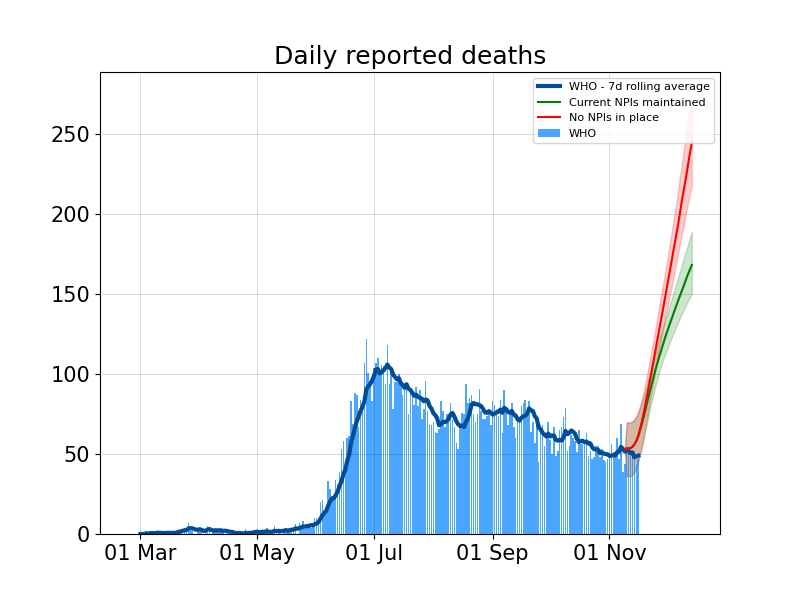 Daily reported deaths
WHO - 7d rolling average
Current NPIs maintained
No NPIs in place
WHO
250
200
150
100
50
0
01 Mar
01 May
01 Jul
01 Sep
01 Nov